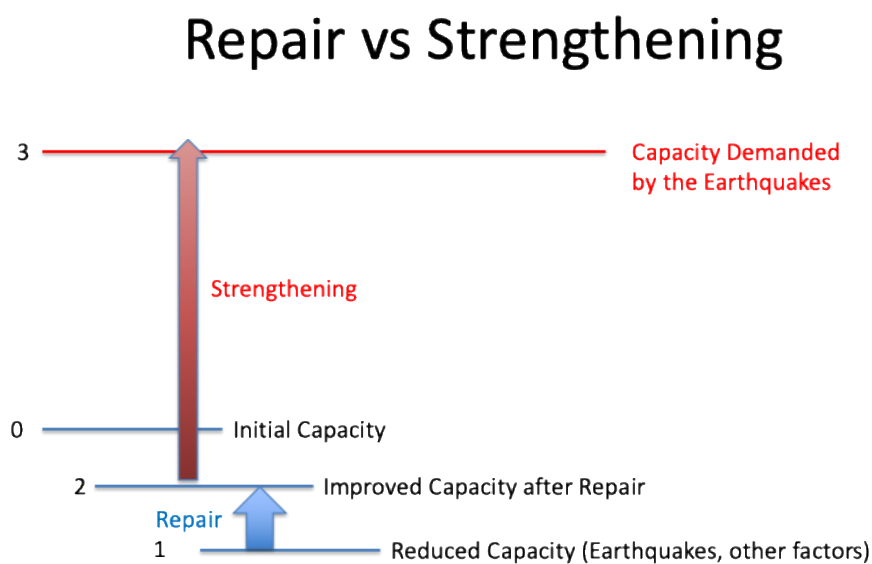 Repair vs Strengthening
3
Capacity Demanded
by the Earthquakes
Strengthening
0
Initial Capacity
2
Improved Capacity after Repair
Repair
1
Reduced Capacity (Earthquakes, other factors)